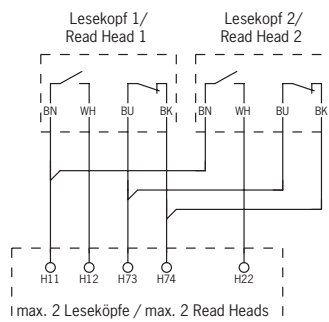 Lesekopf 1/
Read Head 1
Lesekopf 2/
Read Head 2
BN WH BU BK BN WH BU BK
H11 H12 H73 H74 H22
max. 2 Leseköpfe / max. 2 Read Heads